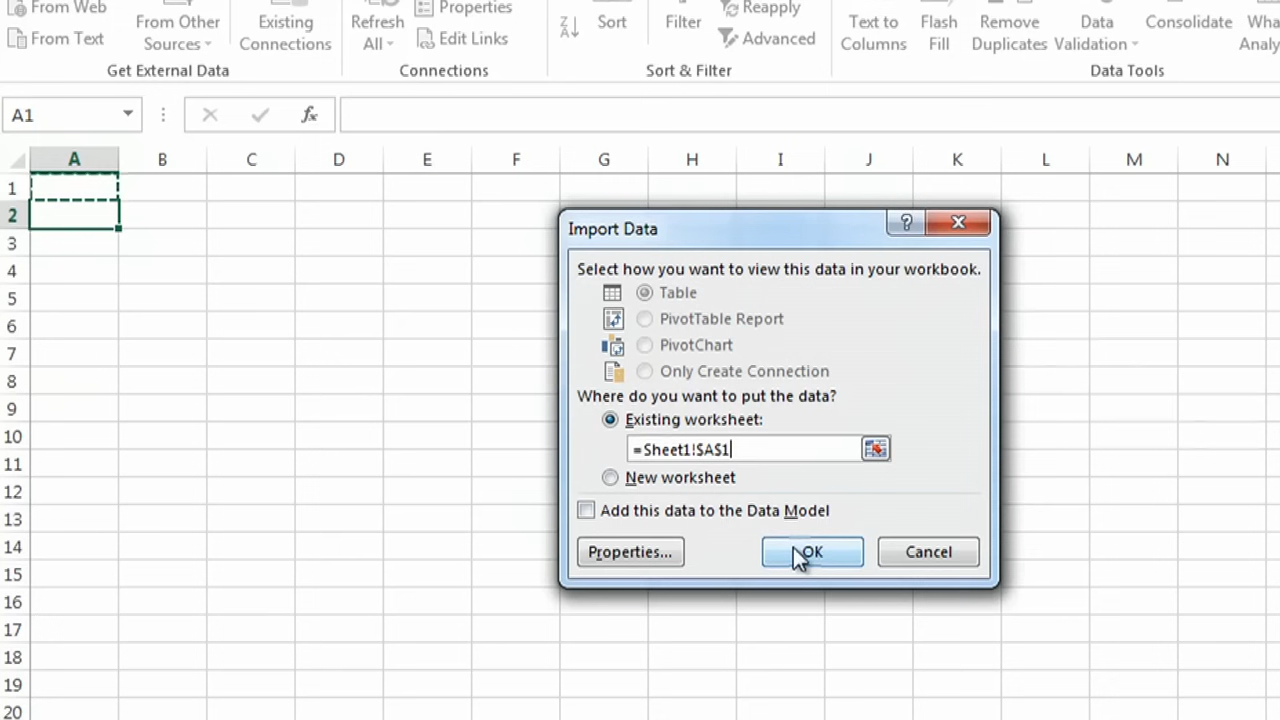 From Web
From Text
From Other
Sources
Existing
Connections
Refresh
All
Properties
Edit Links
Sort
Filter
Reapply
Advanced
Text to
Columns
Flash
Fill
Remove
Duplicates
Data
Validation
Consolidate
Get External Data
Connections
Sort & Filter
Data Tools
A1
fx
A B C D E F G H I J K L M N
1
2
3
4
5
6
7
8
9
10
11
12
13
14
15
16
17
18
19
20
Import Data
?
Select how you want to view this data in your workbook.
Table
PivotTable Report
PivotChart
Only Create Connection
Where do you want to put the data?
Existing worksheet:
=Sheet1!$A$1
New worksheet
Add this data to the Data Model
Properties...
OK
Cancel